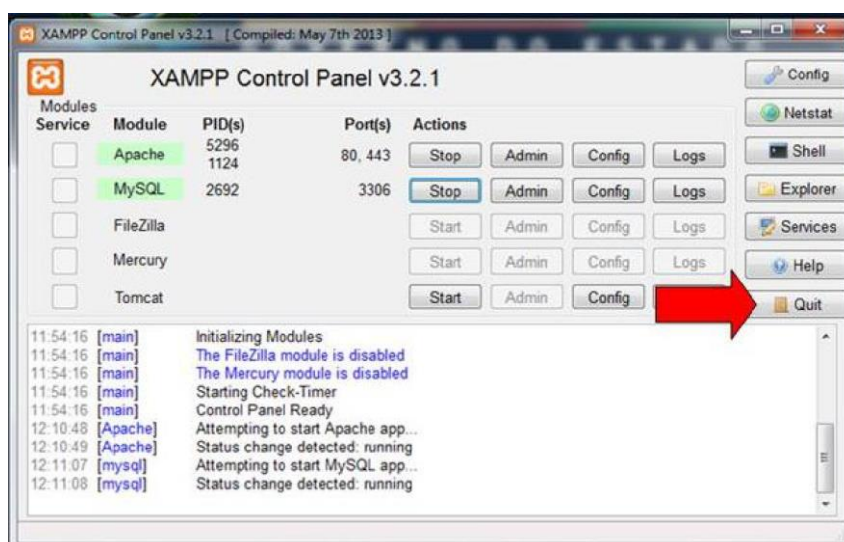 XAMPP Control Panel v3.2.1 [ Compiled: May 7th 2013 ]
XAMPP Control Panel v3.2.1
Config
Modules
Service Module PID(s) Port(s) Actions
Netstat
Apache 5296 1124 80, 443 Stop Admin Config Logs
Shell
MySQL 2692 3306 Stop Admin Config Logs
Explorer
FileZilla Start Admin Config Logs
Services
Mercury Start Admin Config Logs
Help
Tomcat Start Admin Config
Quit
11:54:16 [main] Initializing Modules
11:54:16 [main] The FileZilla module is disabled
11:54:16 [main] The Mercury module is disabled
11:54:16 [main] Starting Check-Timer
11:54:16 [main] Control Panel Ready
12:10:48 [Apache] Attempting to start Apache app...
12:10:49 [Apache] Status change detected: running
12:11:07 [mysql] Attempting to start MySQL app...
12:11:08 [mysql] Status change detected: running